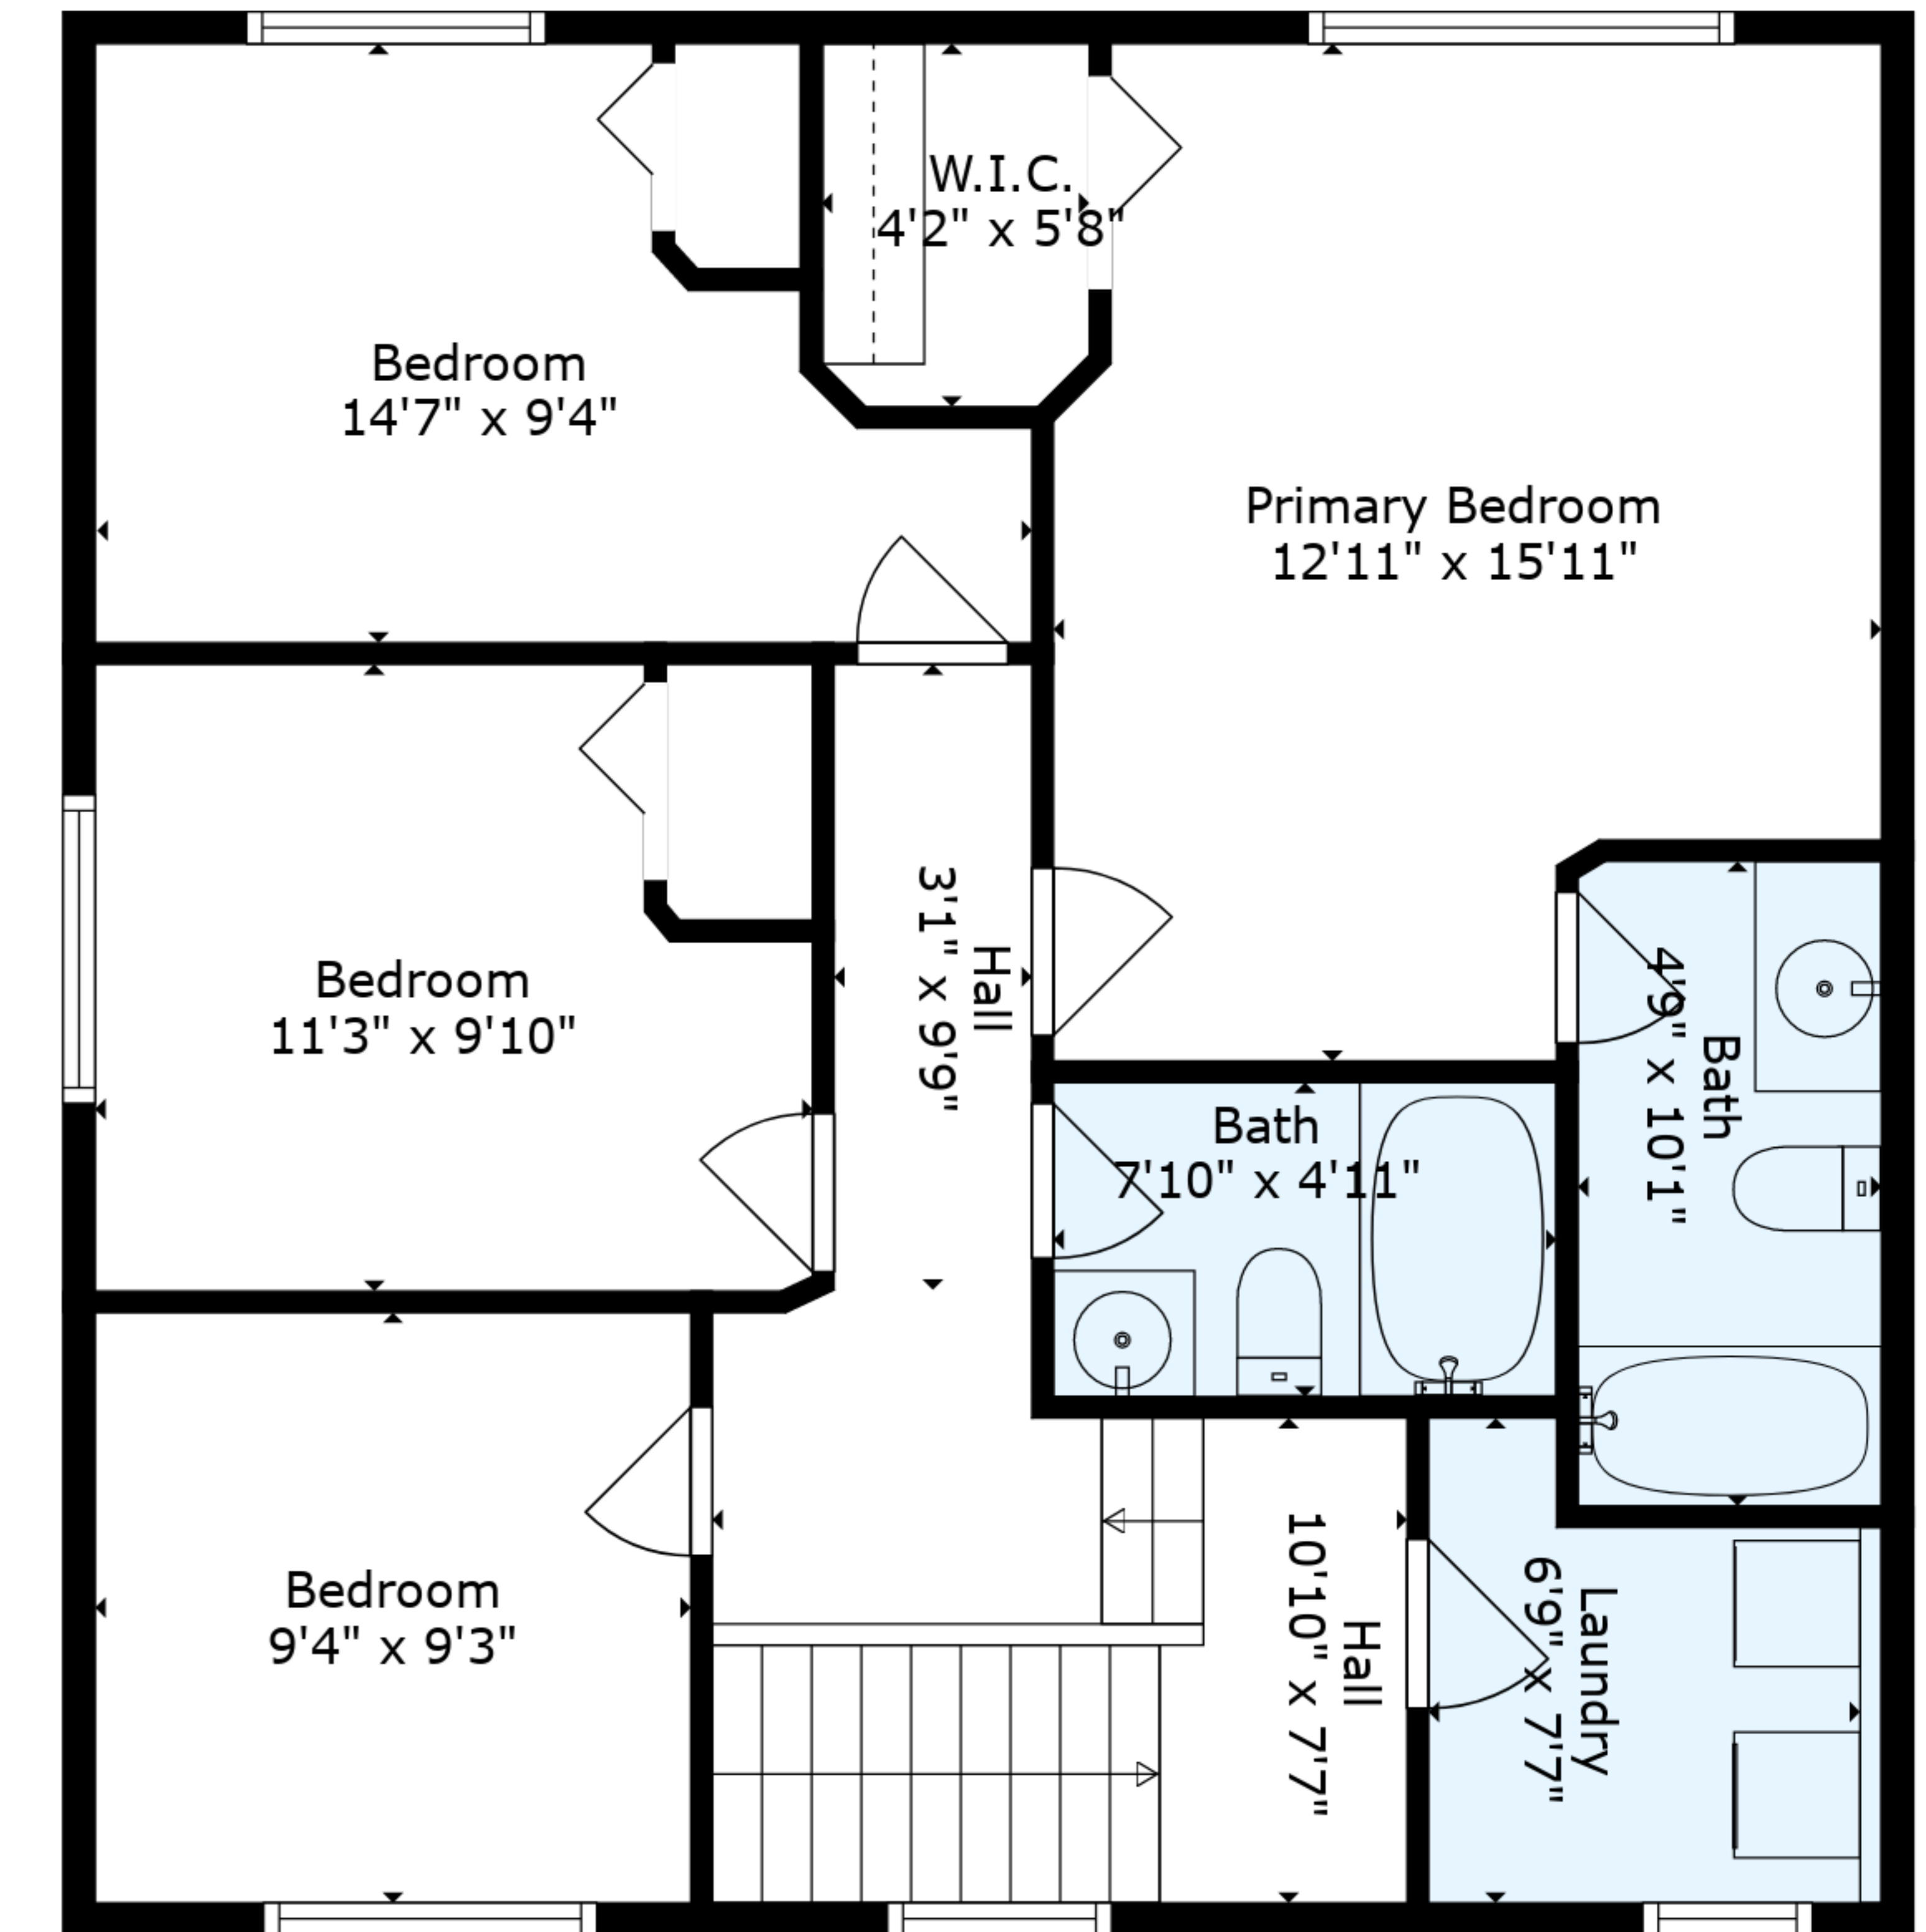 W.I.C.
4'2" x 5'8"
Bedroom
14'7" x 9'4"
Primary Bedroom
12'11" x 15'11"
Bedroom
11'3" x 9'10"
Hall
3'1" x 9'9"
Bath
7'10" x 4'11"
Bath
4'9" x 10'1"
Bedroom
9'4" x 9'3"
Hall
10'10" x 7'7"
Laundry
6'9" x 7'7"